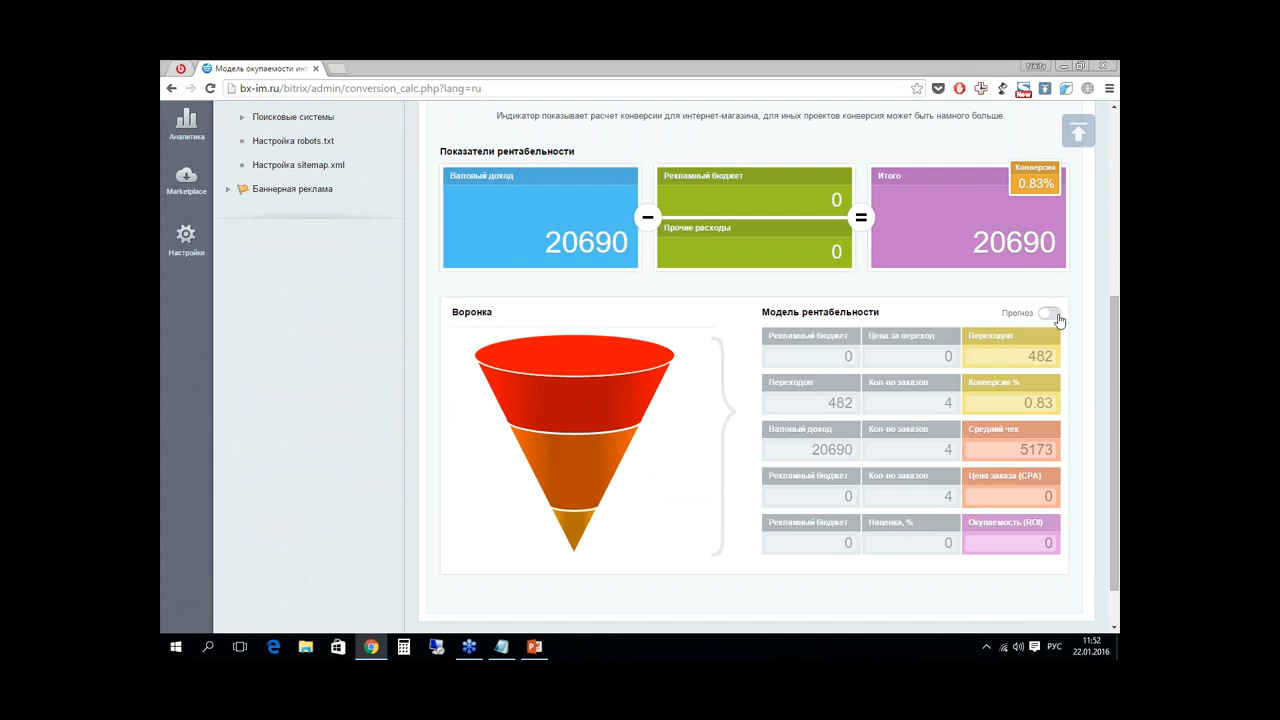 Модель окупаемости инт
Nikita
bx-im.ru/bitrix/admin/conversion_calc.php?lang=ru
New
Аналитика
Marketplace
Настройки
Поисковые системы
Настройка robots.txt
Настройка sitemap.xml
Баннерная реклама
Индикатор показывает расчет конверсии для интернет-магазина, для иных проектов конверсия может быть намного больше.
Показатели рентабельности
Валовый доход
20690
−
Рекламный бюджет
0
Прочие расходы
0
=
Итого
Конверсия
0.83%
20690
Воронка
Модель рентабельности
Прогноз
Рекламный бюджет Цена за переход Переходов
0 0 482
Переходов Кол-во заказов Конверсия %
482 4 0.83
Валовый доход Кол-во заказов Средний чек
20690 4 5173
Рекламный бюджет Кол-во заказов Цена заказа (CPA)
0 4 0
Рекламный бюджет Наценка, % Окупаемость (ROI)
0 0 0
РУС
11:52
22.01.2016